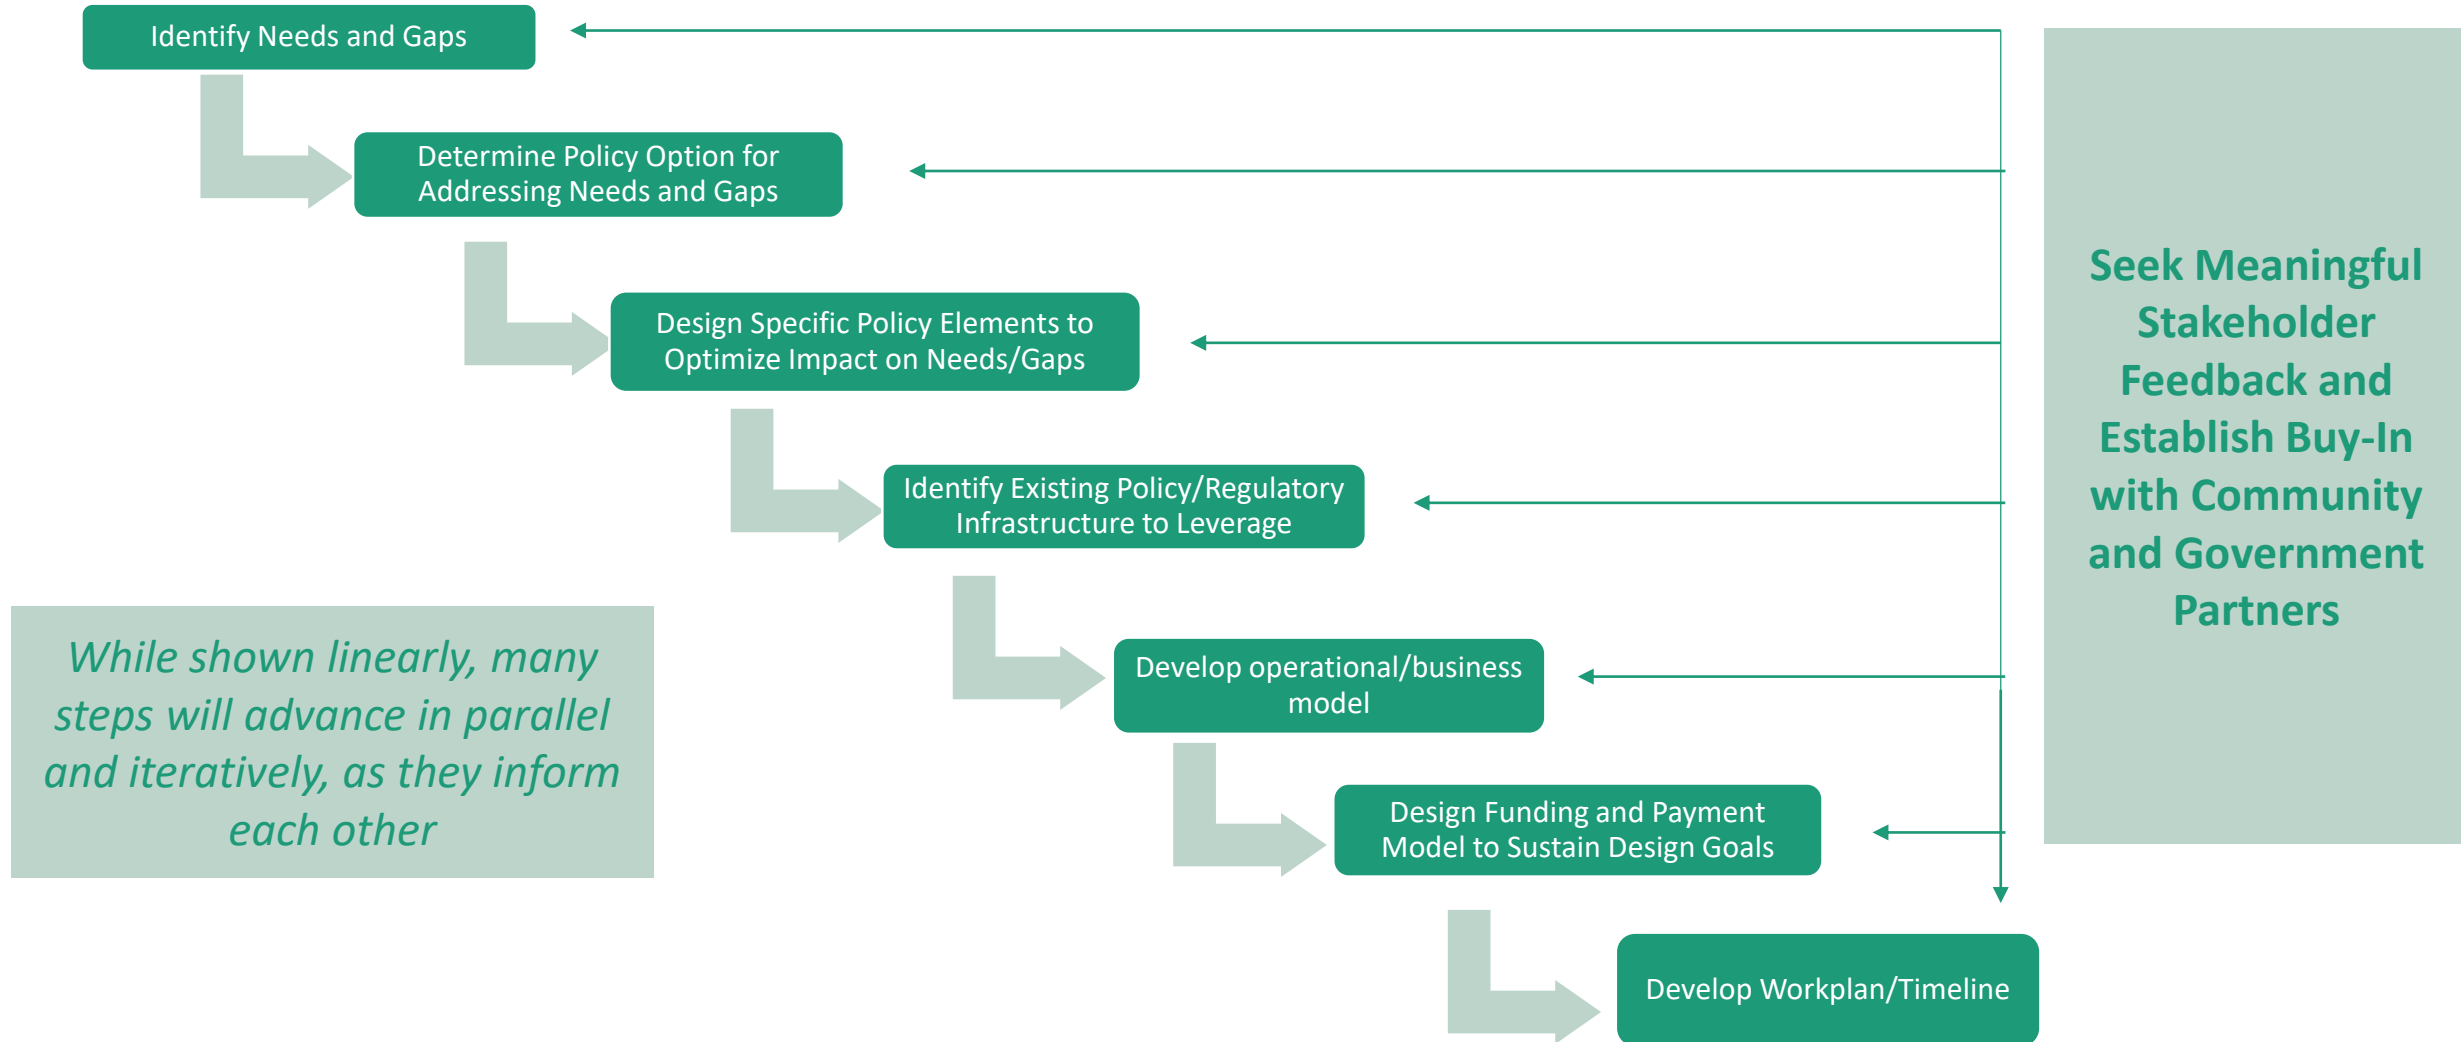 Identify Needs and Gaps
Determine Policy Option for
Addressing Needs and Gaps
Design Specific Policy Elements to
Optimize Impact on Needs/Gaps
Identify Existing Policy/Regulatory
Infrastructure to Leverage
Develop operational/business
model
Design Funding and Payment
Model to Sustain Design Goals
Develop Workplan/Timeline
While shown linearly, many
steps will advance in parallel
and iteratively, as they inform
each other
Seek Meaningful
Stakeholder
Feedback and
Establish Buy-In
with Community
and Government
Partners